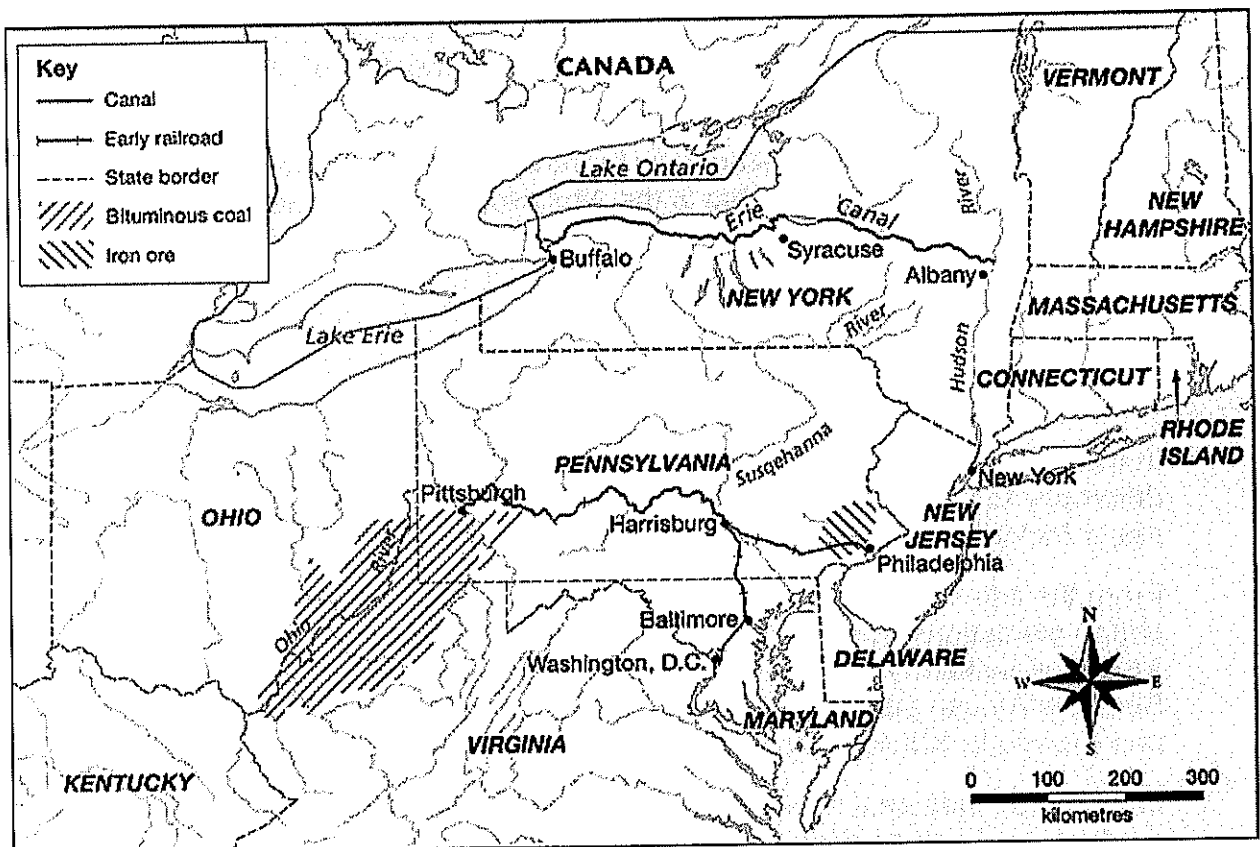 Key
Canal
Early railroad
State border
Bituminous coal
Iron ore
CANADA
VERMONT
Lake Ontario
River
NEW
HAMPSHIRE
Erie Canal
Syracuse
Buffalo
Albany
NEW YORK
MASSACHUSETTS
River
Lake Erie
Hudson
CONNECTICUT
RHODE
ISLAND
Susqehanna
PENNSYLVANIA
New York
Pittsburgh
OHIO
Harrisburg
NEW
JERSEY
Philadelphia
River
Ohio
Baltimore
N
Washington, D.C.
DELAWARE
W
E
MARYLAND
S
VIRGINIA
KENTUCKY
0 100 200 300
kilometres